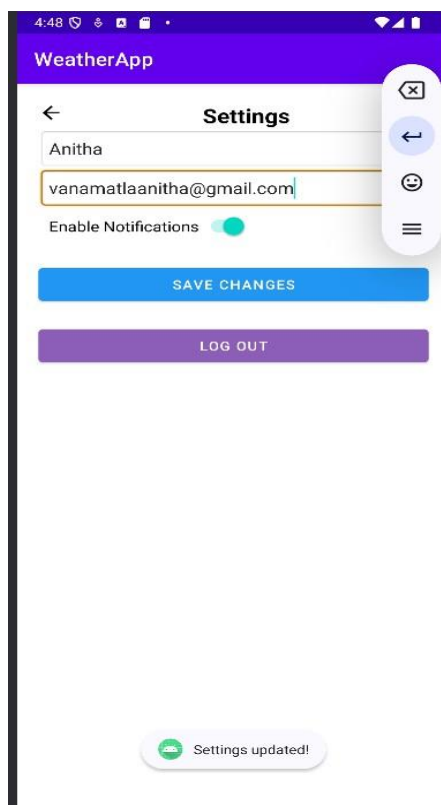 4:48
WeatherApp
Settings
Anitha
vanamatlaanitha@gmail.com
Enable Notifications
SAVE CHANGES
LOG OUT
Settings updated!